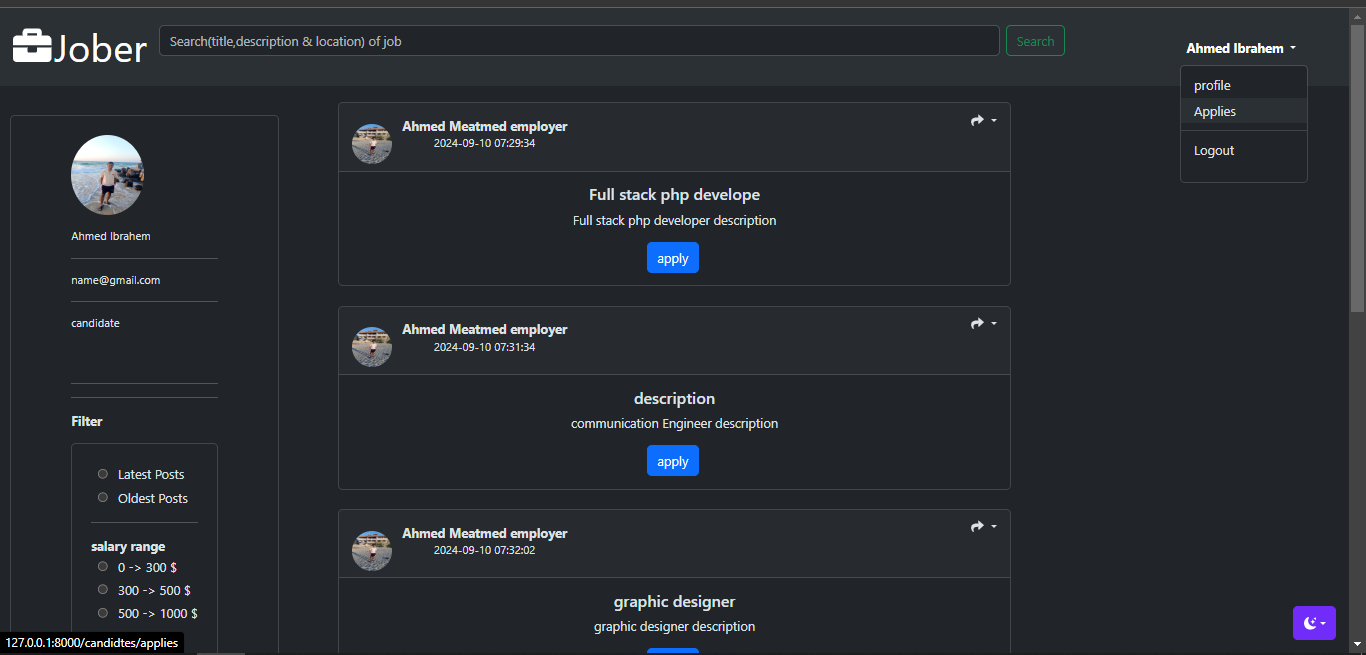 Jober
Search(title,description & location) of job
Search
Ahmed Ibrahem
profile
Applies
Logout
Ahmed Ibrahem
name@gmail.com
candidate
Filter
Latest Posts
Oldest Posts
salary range
0 -> 300 $
300 -> 500 $
500 -> 1000 $
Ahmed Meatmed employer
2024-09-10 07:29:34
Full stack php develope
Full stack php developer description
apply
Ahmed Meatmed employer
2024-09-10 07:31:34
description
communication Engineer description
apply
Ahmed Meatmed employer
2024-09-10 07:32:02
graphic designer
graphic designer description
127.0.0.1:8000/candidtes/applies